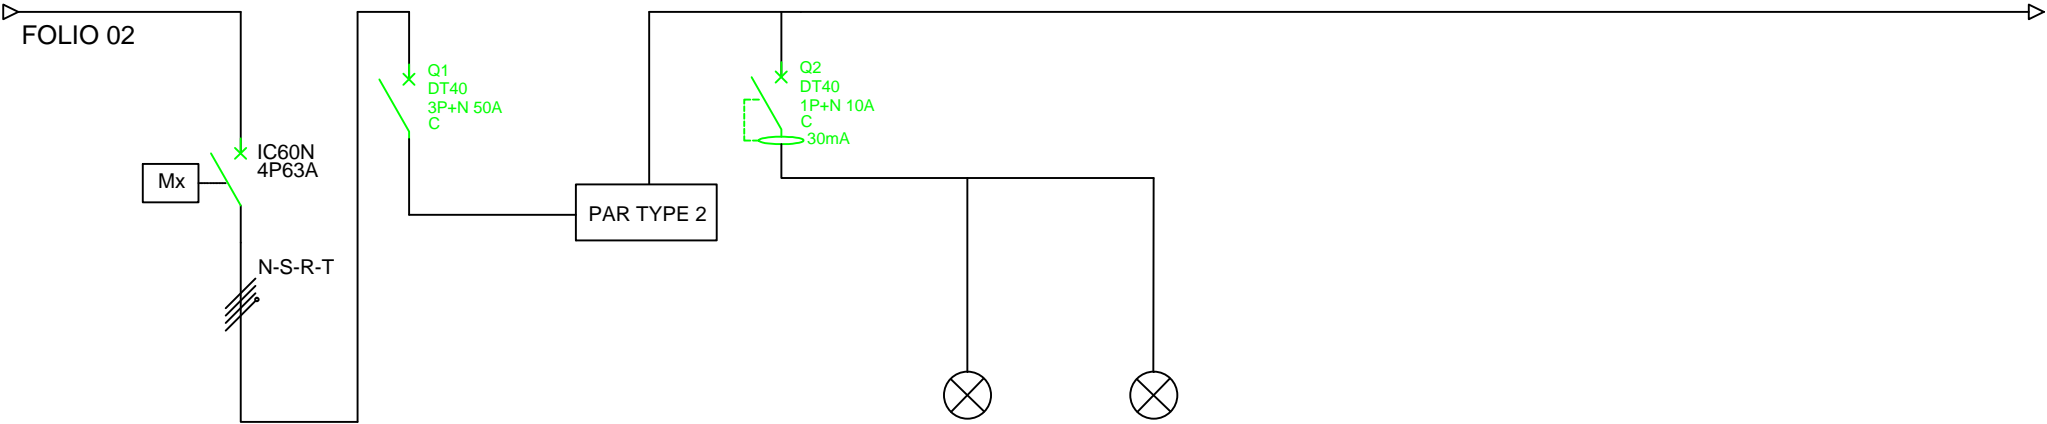 FOLIO 02
IC60N
4P63A
Mx
N-S-R-T
Q1
DT40
3P+N 50A
C
PAR TYPE 2
Q2
DT40
1P+N 10A
C
30mA